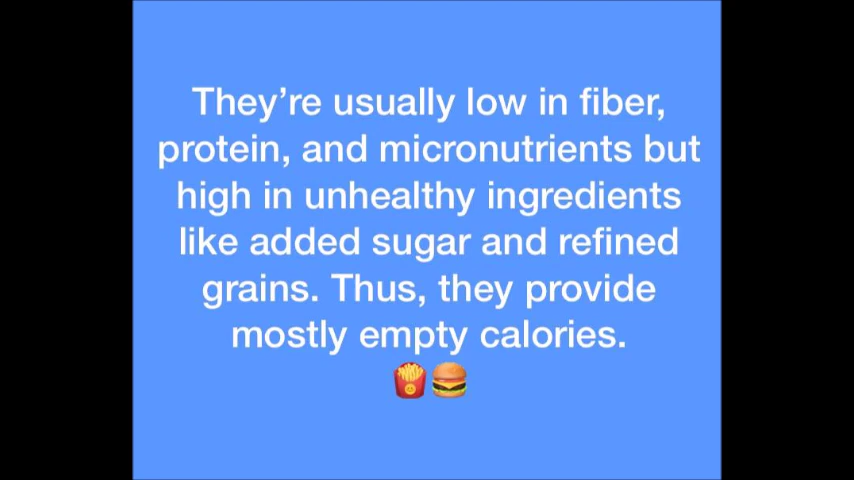 They’re usually low in fiber,
protein, and micronutrients but
high in unhealthy ingredients
like added sugar and refined
grains. Thus, they provide
mostly empty calories.
🍟🍔